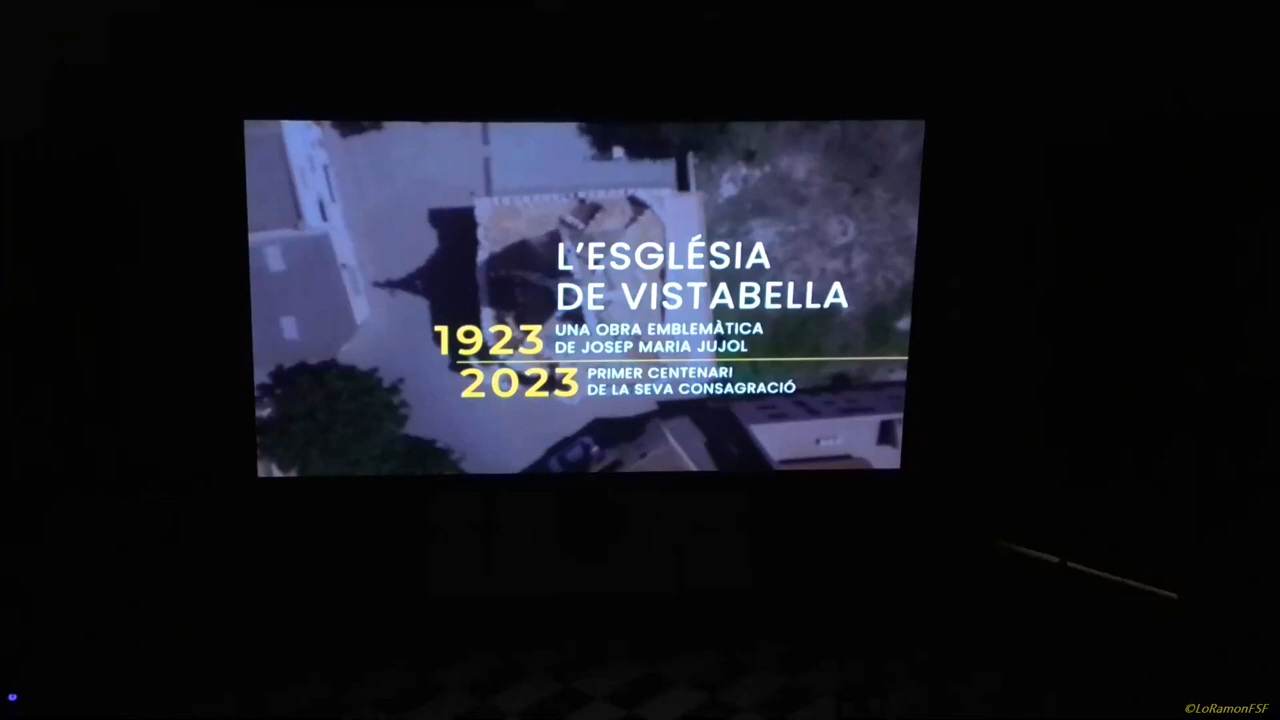 L'ESGLÉSIA
DE VISTABELLA
1923 UNA OBRA EMBLEMÀTICA
DE JOSEP MARIA JUJOL
2023 PRIMER CENTENARI
DE LA SEVA CONSAGRACIÓ
©LoRamonFSF